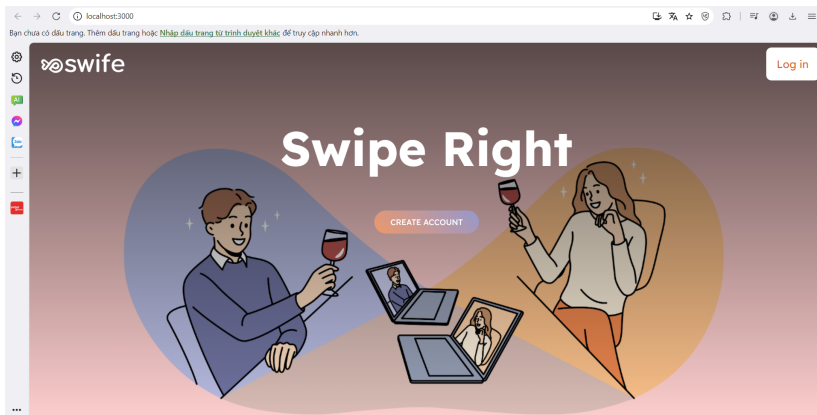 localhost:3000
Bạn chưa có dấu trang. Thêm dấu trang hoặc Nhập dấu trang từ trình duyệt khác để truy cập nhanh hơn.
swife
Log in
AI
Swipe Right
CREATE ACCOUNT